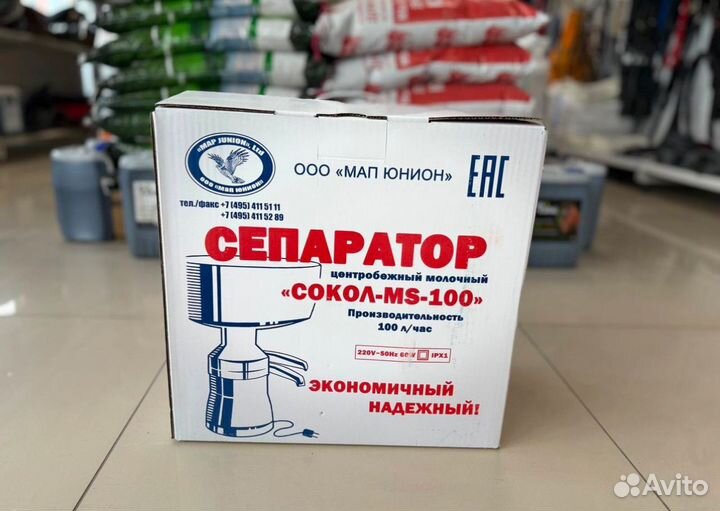 «MAP JUNION», Ltd
ООО «МАП ЮНИОН»
ООО «МАП ЮНИОН»
EAC
тел./факс +7 (495) 411 51 11
+7 (495) 411 52 89
СЕПАРАТОР
центробежный молочный
«СОКОЛ-MS-100»
Производительность
100 л/час
220V~50Hz 60W IPX1
ЭКОНОМИЧНЫЙ
НАДЕЖНЫЙ!
Avito